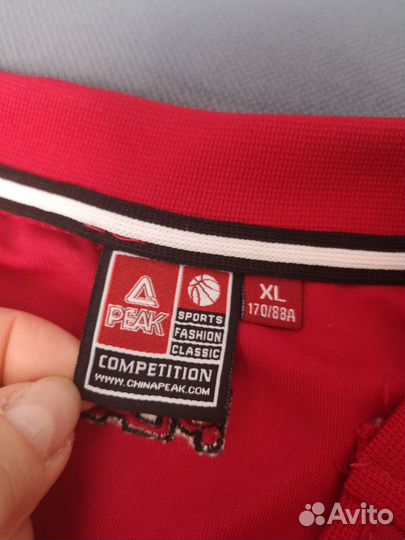 PEAK
SPORTS
FASHION
CLASSIC
COMPETITION
WWW.CHINAPEAK.COM
XL
170/88A
Avito